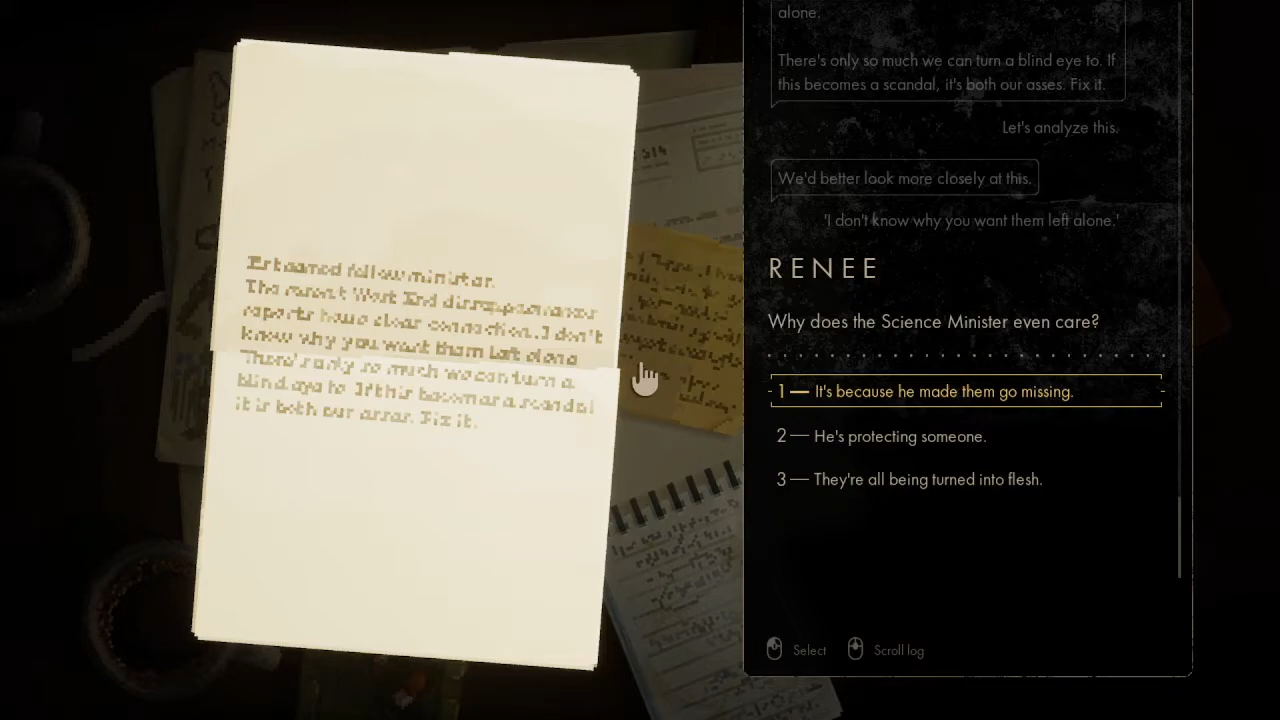 Esteemed fellow minister.
The recent West End disappearances
reports have clear connection. I don't
know why you want them left alone
There's only so much we can turn a
blind eye to If this becomes a scandal
it is both our asses. Fix it.
514
alone.
There's only so much we can turn a blind eye to. If
this becomes a scandal, it's both our asses. Fix it.
Let's analyze this.
We'd better look more closely at this.
'I don't know why you want them left alone.'
RENEE
Why does the Science Minister even care?
1 — It's because he made them go missing.
2 — He's protecting someone.
3 — They're all being turned into flesh.
Select
Scroll log